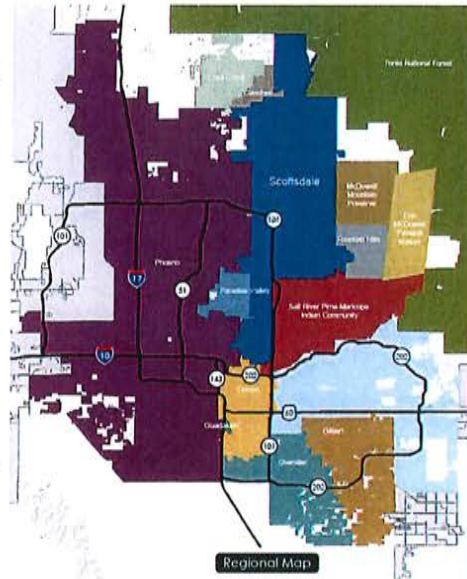 Tonto National Forest
Cave Creek
Carefree
Scottsdale
McDowell
Mountain
Preserve
Fort
McDowell
Yavapai
Nation
Fountain Hills
101
101
Phoenix
17
51
Paradise Valley
Salt River Pima-Maricopa
Indian Community
10
202
143
202
Tempe
60
Guadalupe
Gilbert
101
Chandler
202
Regional Map